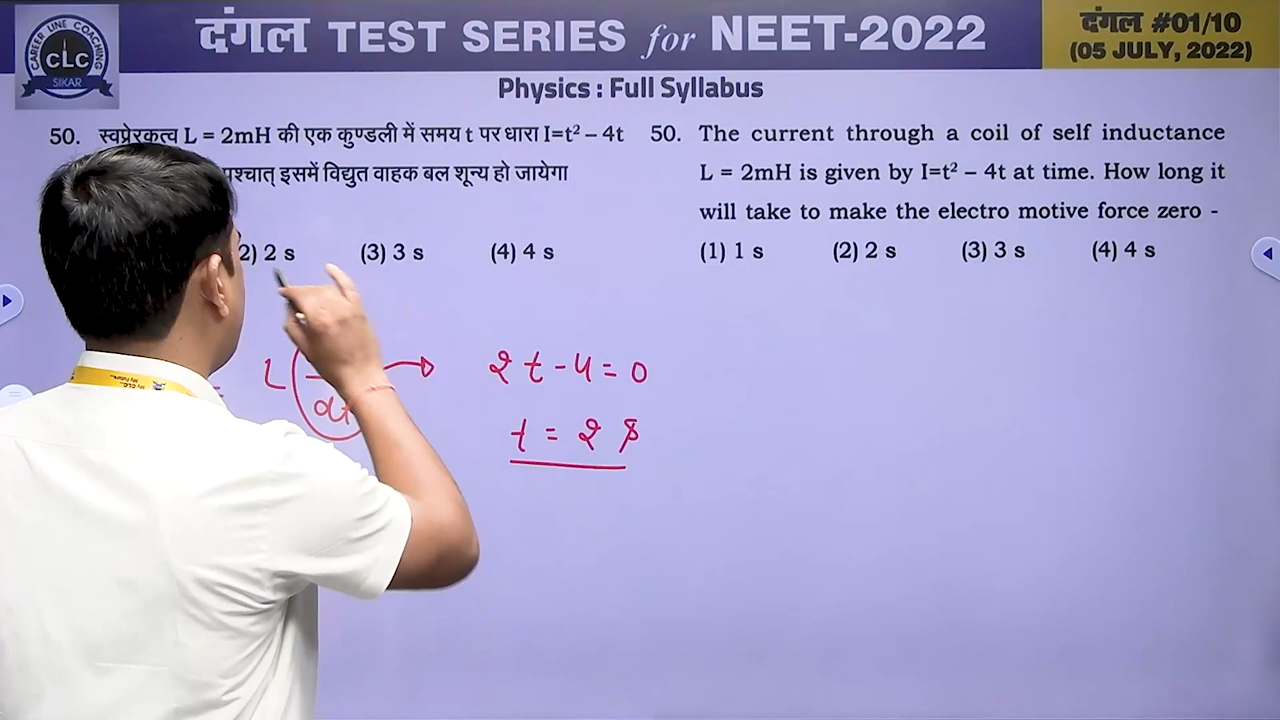 CAREER LINE COACHING
CLC
SIKAR
दंगल TEST SERIES for NEET-2022
दंगल #01/10
(05 JULY, 2022)
Physics : Full Syllabus
50. स्वप्रेरकत्व L = 2mH की एक कुण्डली में समय t पर धारा I=t² – 4t
पश्चात् इसमें विद्युत वाहक बल शून्य हो जायेगा
2) 2 s (3) 3 s (4) 4 s
50. The current through a coil of self inductance
L = 2mH is given by I=t² – 4t at time. How long it
will take to make the electro motive force zero -
(1) 1 s (2) 2 s (3) 3 s (4) 4 s
= L dt → 2t - 4 = 0
t = 2 s